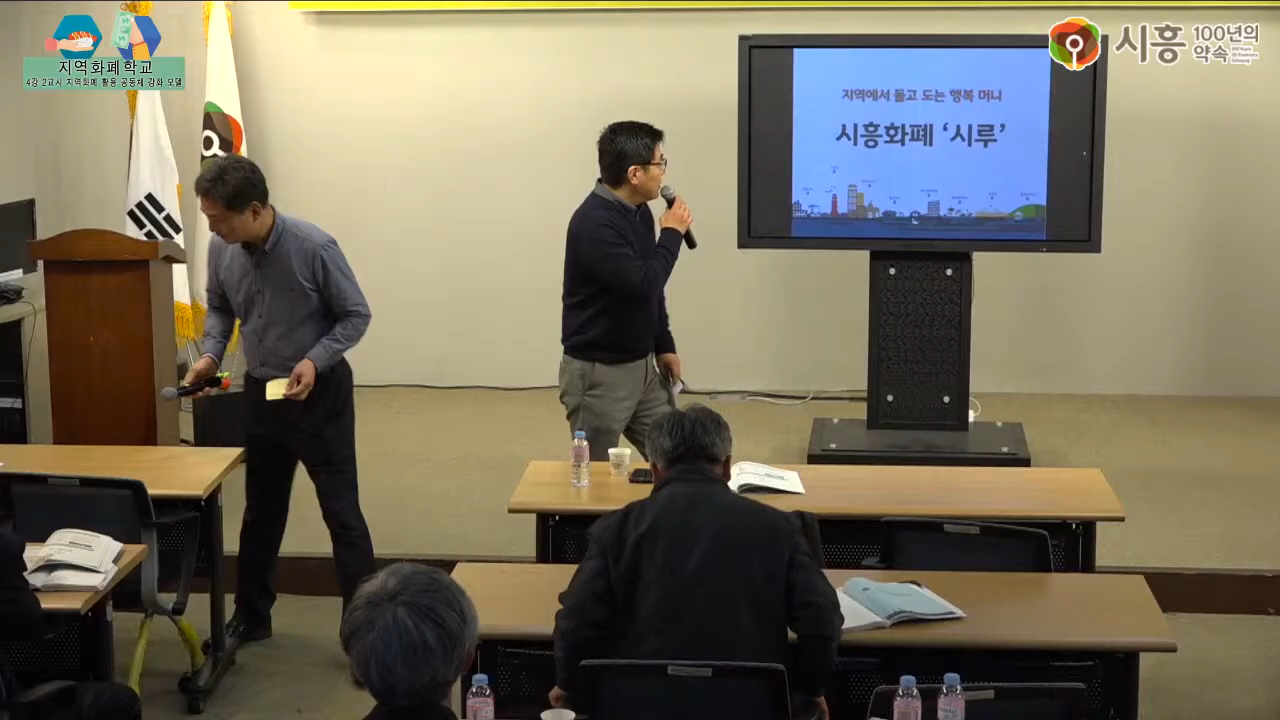 지역화폐학교
4강 2교시 지역화폐 활용 공동체 강화 모델
시흥
100년의
약속
지역에서 돌고 도는 행복 머니
시흥화폐 ‘시루’